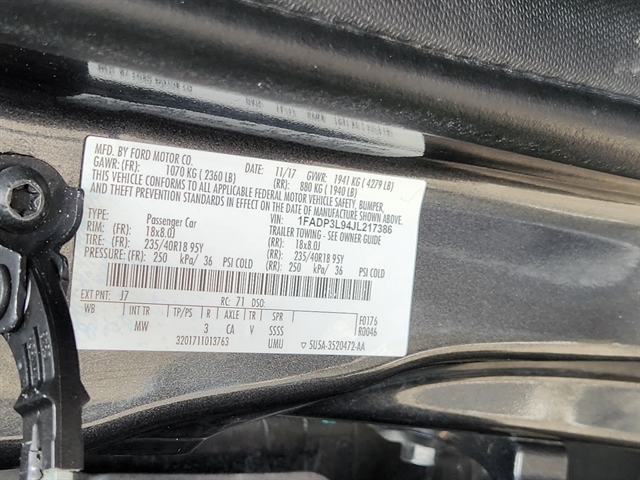 MFD. BY FORD MOTOR CO.
DATE: 11/17 GVWR: 1941 KG ( 4279 LB)
GAWR: (FR): 1070 KG ( 2360 LB) (RR): 880 KG ( 1940 LB)
THIS VEHICLE CONFORMS TO ALL APPLICABLE FEDERAL MOTOR VEHICLE SAFETY, BUMPER,
AND THEFT PREVENTION STANDARDS IN EFFECT ON THE DATE OF MANUFACTURE SHOWN ABOVE.
VIN: 1FADP3L94JL217386
TYPE: Passenger Car TRAILER TOWING - SEE OWNER GUIDE
RIM: (FR): 18x8.0J (RR): 18x8.0J
TIRE: (FR): 235/40R18 95Y (RR): 235/40R18 95Y
PRESSURE: (FR): 250 kPa/ 36 PSI COLD (RR): 250 kPa/ 36 PSI COLD
EXT PNT: J7 RC: 71 DSO:
WB INT TR TP/PS R AXLE TR SPR F0176
MW 3 CA V SSSS R0046
3201711013763 UMU 5U5A-3520472-AA